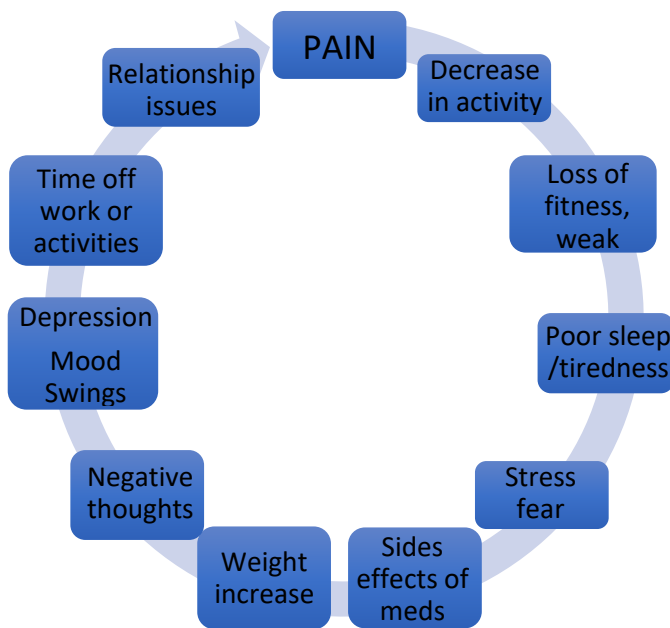 PAIN
Decrease
in activity
Loss of
fitness,
weak
Poor sleep
/tiredness
Stress
fear
Sides
effects of
meds
Weight
increase
Negative
thoughts
Depression
Mood
Swings
Time off
work or
activities
Relationship
issues